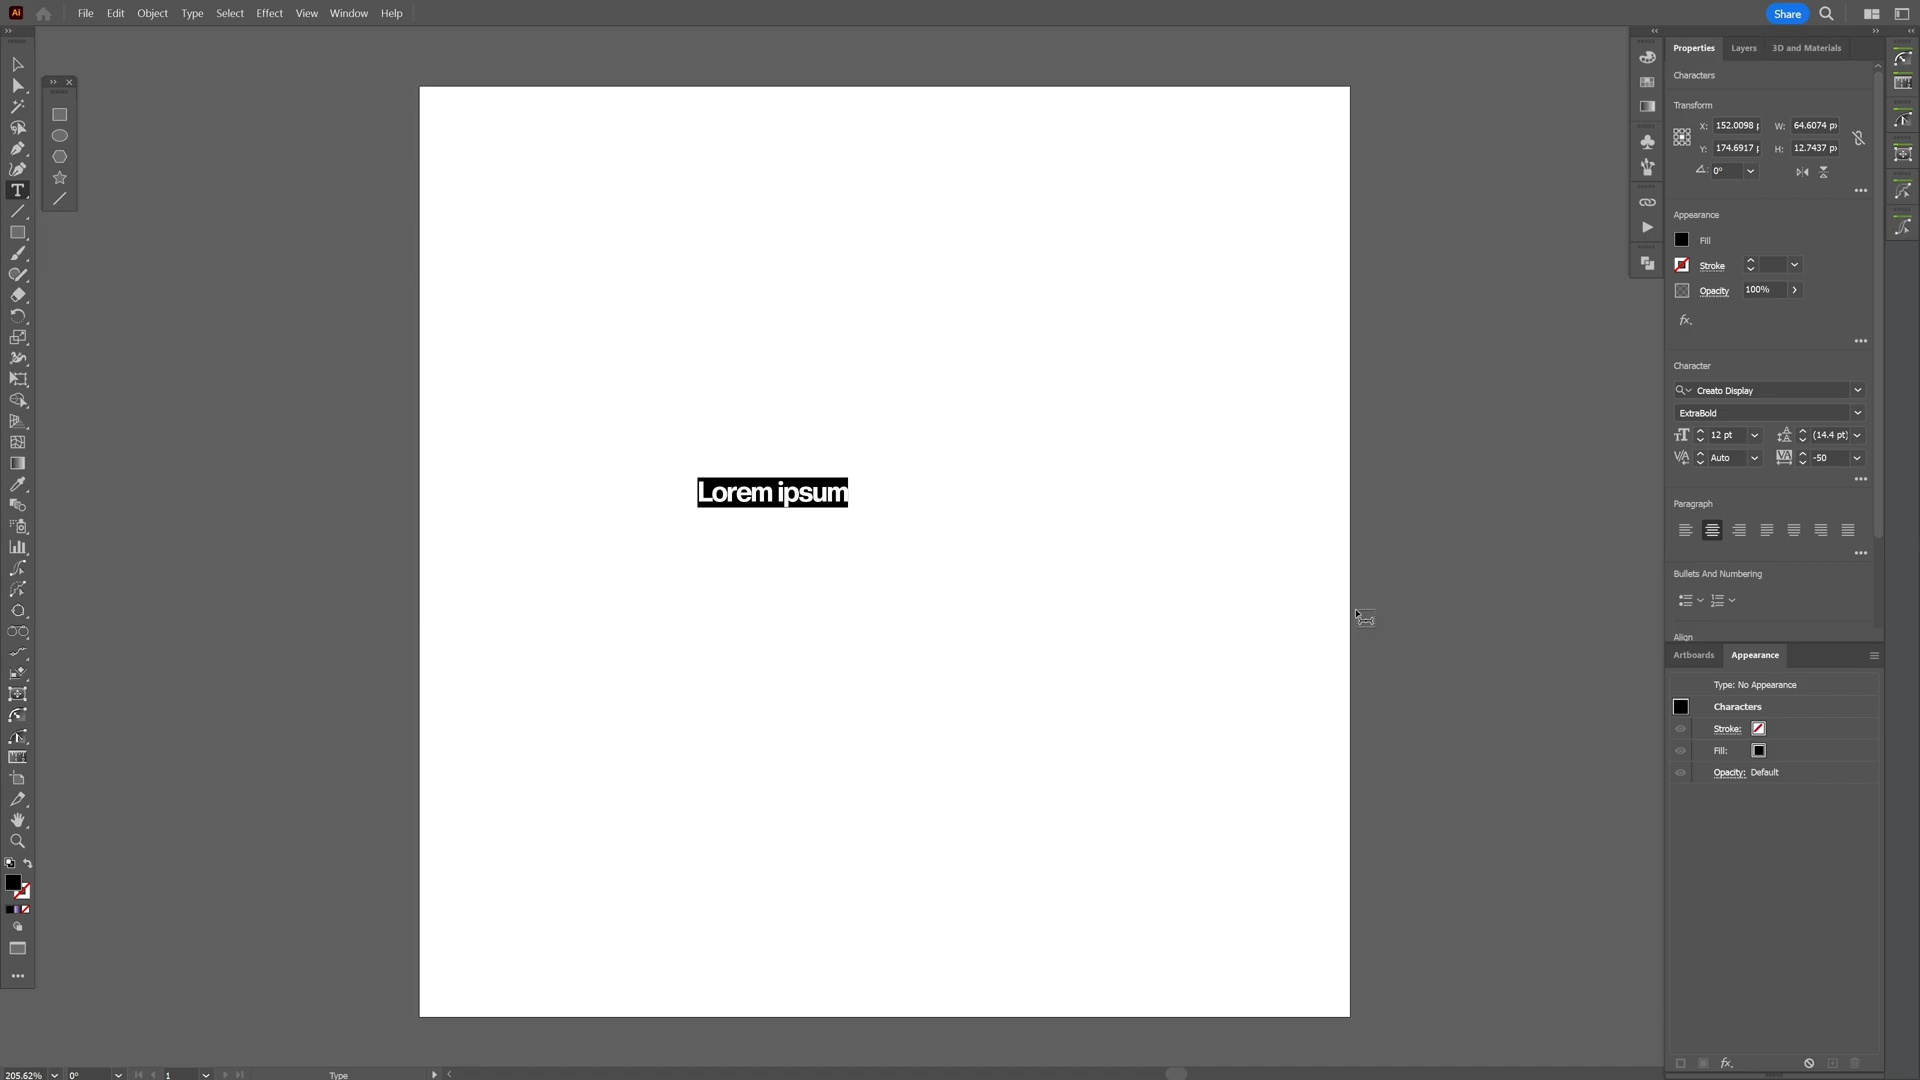 Ai File Edit Object Type Select Effect View Window Help Share
Properties Layers 3D and Materials
Characters
Transform
X: 152.0098 p W: 64.6074 px
Y: 174.6917 p H: 12.7437 px
0°
Appearance
Fill
Stroke
Opacity 100%
fx.
Character
Creato Display
ExtraBold
12 pt (14.4 pt)
Auto -50
Paragraph
Bullets And Numbering
Align
Lorem ipsum
Artboards Appearance
Type: No Appearance
Characters
Stroke:
Fill:
Opacity: Default
fx.
205.62% 0° 1 Type